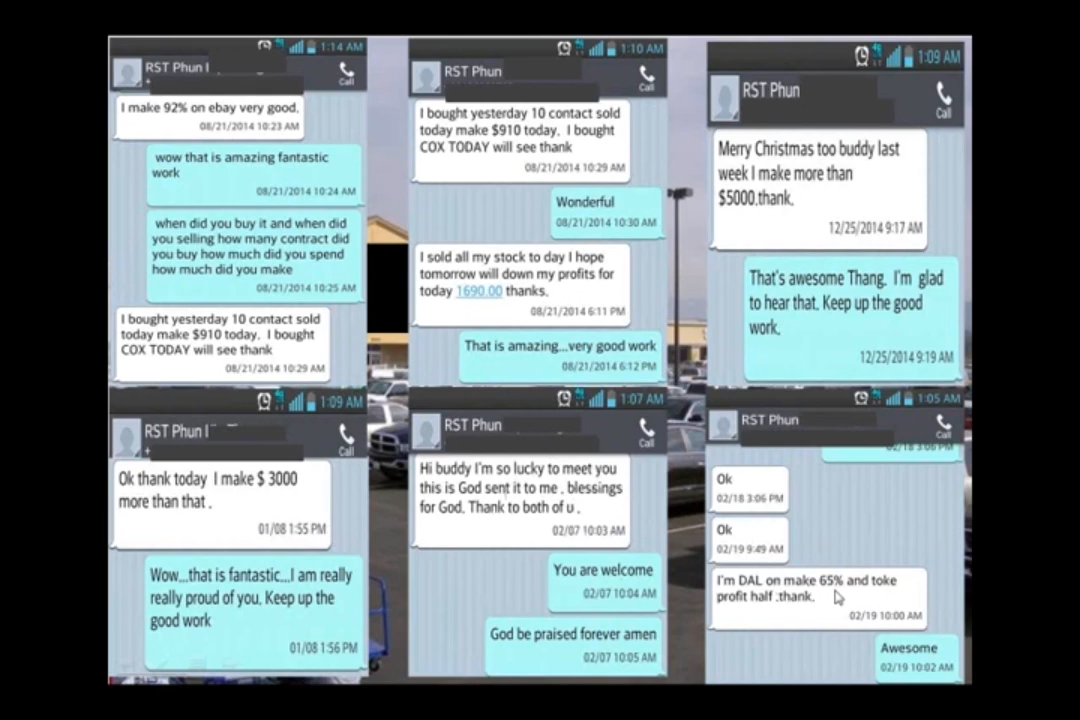 1:14 AM
RST Phun
Call
I make 92% on ebay very good.
08/21/2014 10:23 AM
wow that is amazing fantastic
work
08/21/2014 10:24 AM
when did you buy it and when did
you selling how many contract did
you buy how much did you spend
how much did you make
08/21/2014 10:25 AM
I bought yesterday 10 contact sold
today make $910 today. I bought
COX TODAY will see thank
08/21/2014 10:29 AM
1:10 AM
RST Phun
Call
I bought yesterday 10 contact sold
today make $910 today. I bought
COX TODAY will see thank
08/21/2014 10:29 AM
Wonderful
08/21/2014 10:30 AM
I sold all my stock to day I hope
tomorrow will down my profits for
today 1690.00 thanks.
08/21/2014 6:11 PM
That is amazing...very good work
08/21/2014 6:12 PM
1:09 AM
RST Phun
Call
Merry Christmas too buddy last
week I make more than
$5000.thank.
12/25/2014 9:17 AM
That's awesome Thang. I'm glad
to hear that. Keep up the good
work.
12/25/2014 9:19 AM
1:09 AM
RST Phun
Call
Ok thank today I make $ 3000
more than that .
01/08 1:55 PM
Wow...that is fantastic...I am really
really proud of you. Keep up the
good work
01/08 1:56 PM
1:07 AM
RST Phun
Call
Hi buddy I'm so lucky to meet you
this is God sent it to me . blessings
for God. Thank to both of u .
02/07 10:03 AM
You are welcome
02/07 10:04 AM
God be praised forever amen
02/07 10:05 AM
1:05 AM
RST Phun
Call
02/18 3:06 PM
Ok
02/18 3:06 PM
Ok
02/19 9:49 AM
I'm DAL on make 65% and toke
profit half .thank.
02/19 10:00 AM
Awesome
02/19 10:02 AM